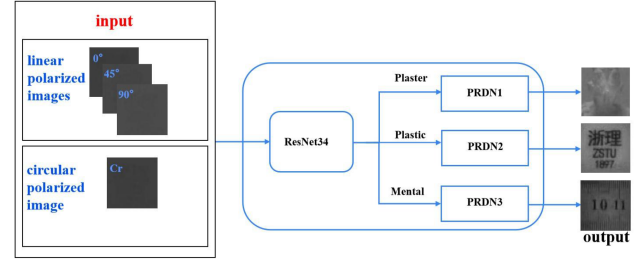 input
linear
polarized
images
0°
45°
90°
circular
polarized
image
Cr
ResNet34
Plaster
Plastic
Mental
PRDN1
PRDN2
PRDN3
浙理
ZSTU
1897
10 11
output